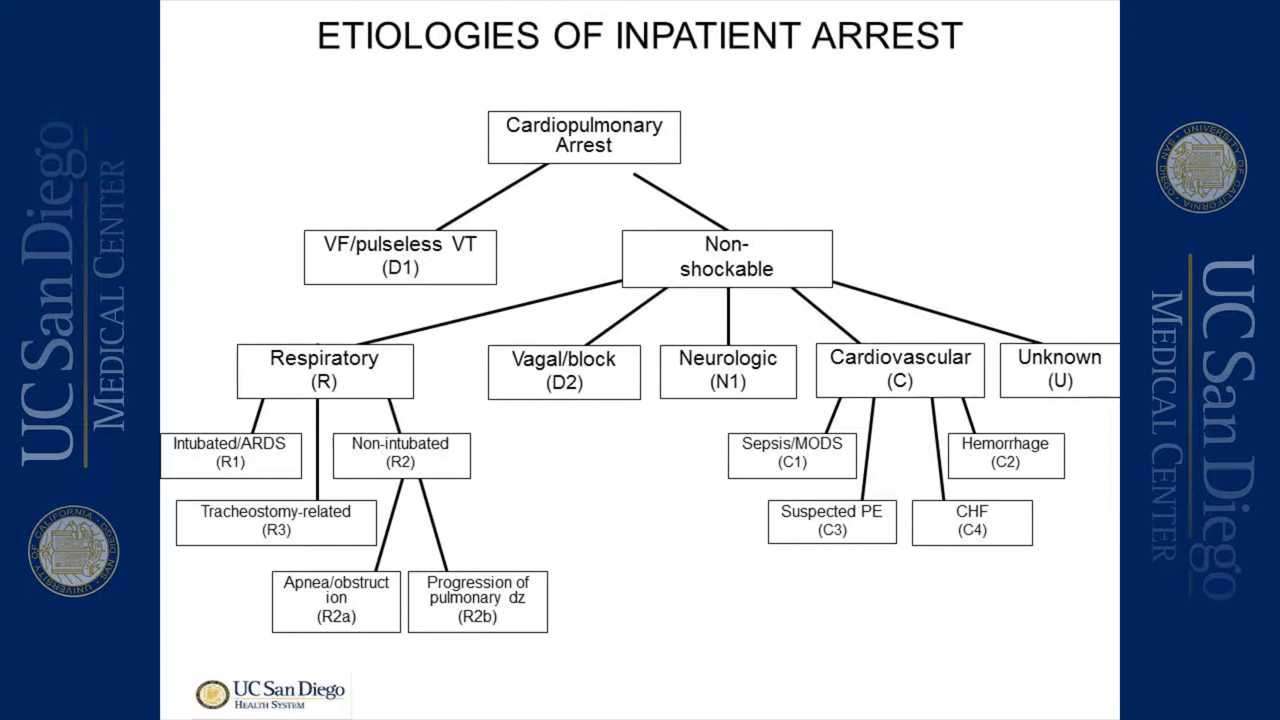 ETIOLOGIES OF INPATIENT ARREST
Cardiopulmonary
Arrest
VF/pulseless VT
(D1)
Non-
shockable
Respiratory
(R)
Vagal/block
(D2)
Neurologic
(N1)
Cardiovascular
(C)
Unknown
(U)
Intubated/ARDS
(R1)
Non-intubated
(R2)
Sepsis/MODS
(C1)
Hemorrhage
(C2)
Tracheostomy-related
(R3)
Suspected PE
(C3)
CHF
(C4)
Apnea/obstruct
ion
(R2a)
Progression of
pulmonary dz
(R2b)
UC San Diego
HEALTH SYSTEM
UC San Diego
MEDICAL CENTER
UC San Diego
MEDICAL CENTER